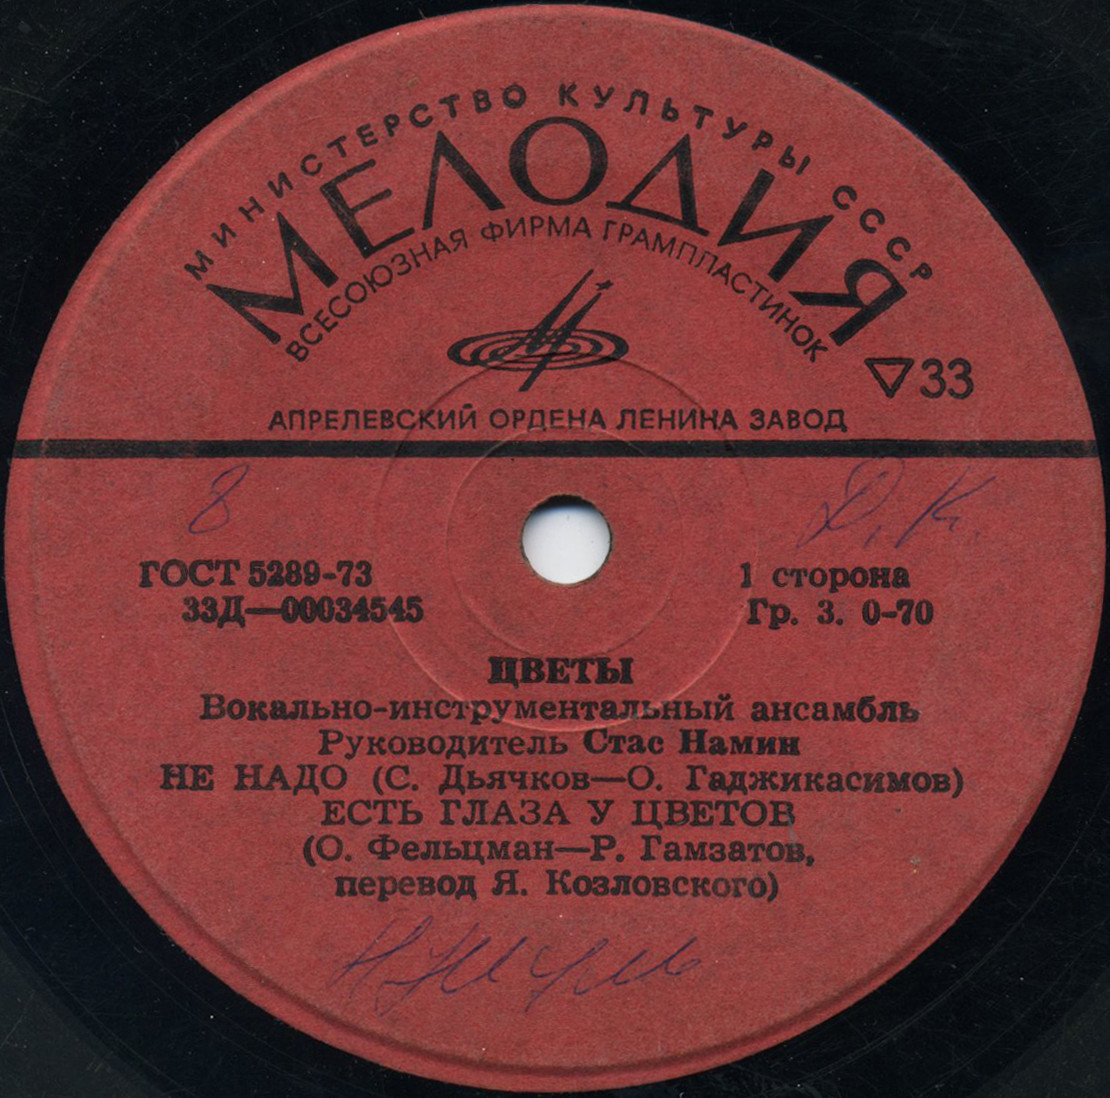 МИНИСТЕРСТВО КУЛЬТУРЫ СССР
МЕЛОДИЯ
ВСЕСОЮЗНАЯ ФИРМА ГРАМПЛАСТИНОК
▽33
АПРЕЛЕВСКИЙ ОРДЕНА ЛЕНИНА ЗАВОД
8 Д. К.
ГОСТ 5289-73 1 сторона
33Д—00034545 Гр. 3. 0-70
ЦВЕТЫ
Вокально-инструментальный ансамбль
Руководитель Стас Намин
НЕ НАДО (С. Дьячков—О. Гаджикасимов)
ЕСТЬ ГЛАЗА У ЦВЕТОВ
(О. Фельцман—Р. Гамзатов,
перевод Я. Козловского)